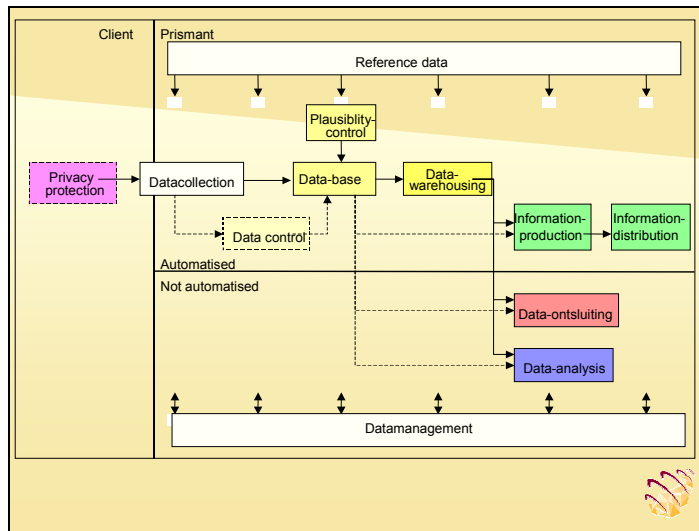 Client
Prismant
Reference data
Plausiblity-
control
Privacy
protection
Datacollection
Data-base
Data-
warehousing
Data control
Information-
production
Information-
distribution
Automatised
Not automatised
Data-ontsluiting
Data-analysis
Datamanagement